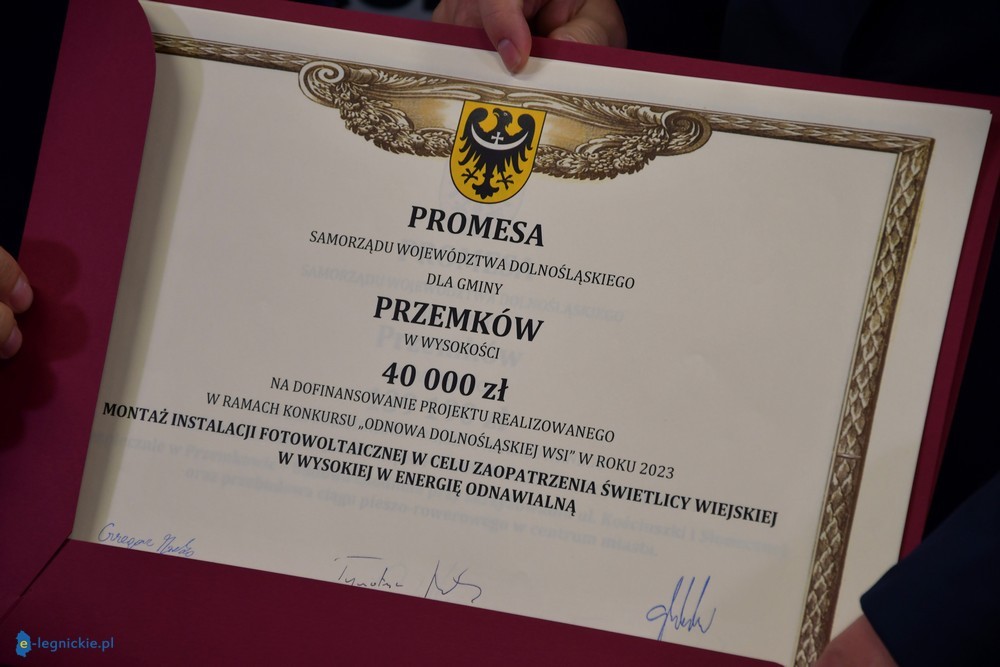 PROMESA
SAMORZĄDU WOJEWÓDZTWA DOLNOŚLĄSKIEGO
DLA GMINY
PRZEMKÓW
W WYSOKOŚCI
40 000 zł
NA DOFINANSOWANIE PROJEKTU REALIZOWANEGO
W RAMACH KONKURSU „ODNOWA DOLNOŚLĄSKIEJ WSI” W ROKU 2023
MONTAŻ INSTALACJI FOTOWOLTAICZNEJ W CELU ZAOPATRZENIA ŚWIETLICY WIEJSKIEJ
W WYSOKIEJ W ENERGIĘ ODNAWIALNĄ
e-legnickie.pl